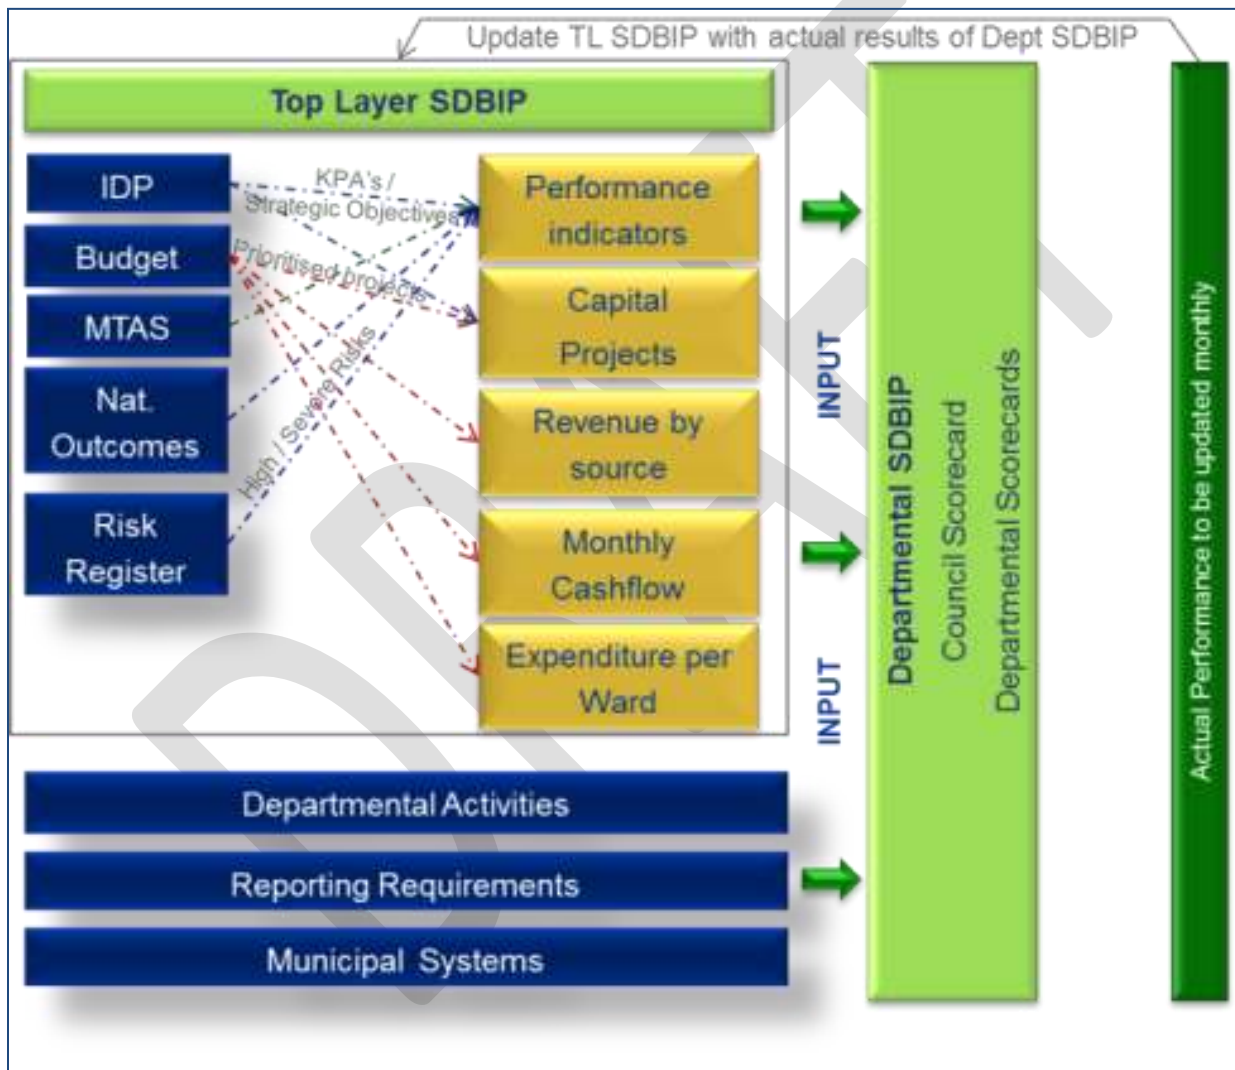 Update TL SDBIP with actual results of Dept SDBIP
Top Layer SDBIP
IDP
Budget
MTAS
Nat.
Outcomes
Risk
Register
KPA's /
Strategic Objectives
Prioritised projects
High / Severe Risks
Performance
indicators
Capital
Projects
Revenue by
source
Monthly
Cashflow
Expenditure per
Ward
INPUT
INPUT
Departmental SDBIP
Council Scorecard
Departmental Scorecards
Actual Performance to be updated monthly
Departmental Activities
Reporting Requirements
Municipal Systems
DRAFT